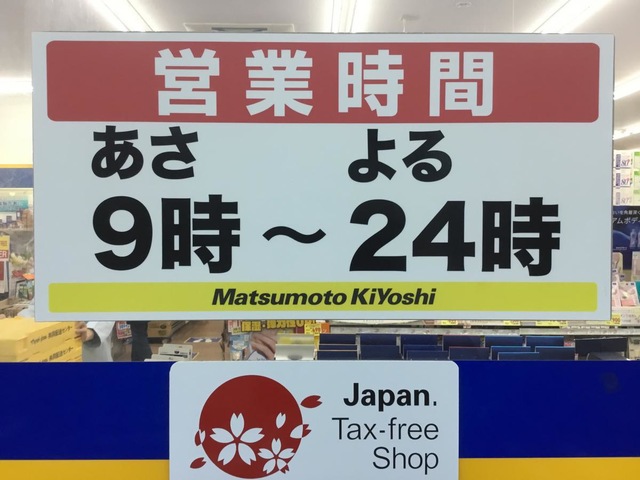 営業時間
あさ よる
9時～24時
Matsumoto KiYoshi
Japan.
Tax-free
Shop